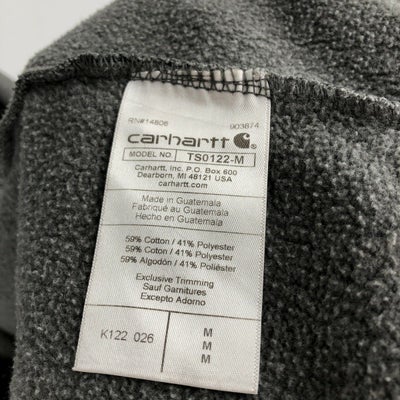 RN#14806 903674
carhartt
MODEL NO. TS0122-M
Carhartt, Inc. P.O. Box 600
Dearborn, MI 48121 USA
carhartt.com
Made in Guatemala
Fabriqué au Guatemala
Hecho en Guatemala
59% Cotton / 41% Polyester
59% Coton / 41% Polyester
59% Algodón / 41% Poliéster
Exclusive Trimming
Sauf Garnitures
Excepto Adorno
K122 026
M
M
M